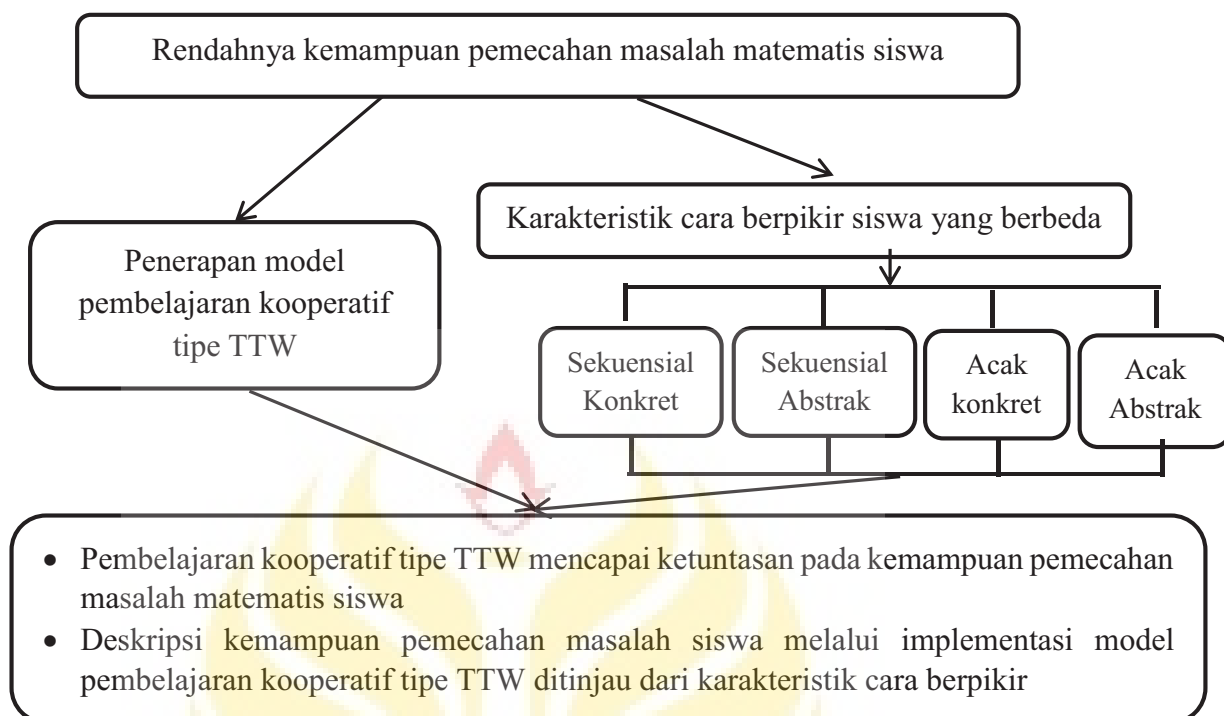 Rendahnya kemampuan pemecahan masalah matematis siswa
Karakteristik cara berpikir siswa yang berbeda
Penerapan model
pembelajaran kooperatif
tipe TTW
Sekuensial
Konkret
Sekuensial
Abstrak
Acak
konkret
Acak
Abstrak
• Pembelajaran kooperatif tipe TTW mencapai ketuntasan pada kemampuan pemecahan
masalah matematis siswa
• Deskripsi kemampuan pemecahan masalah siswa melalui implementasi model
pembelajaran kooperatif tipe TTW ditinjau dari karakteristik cara berpikir